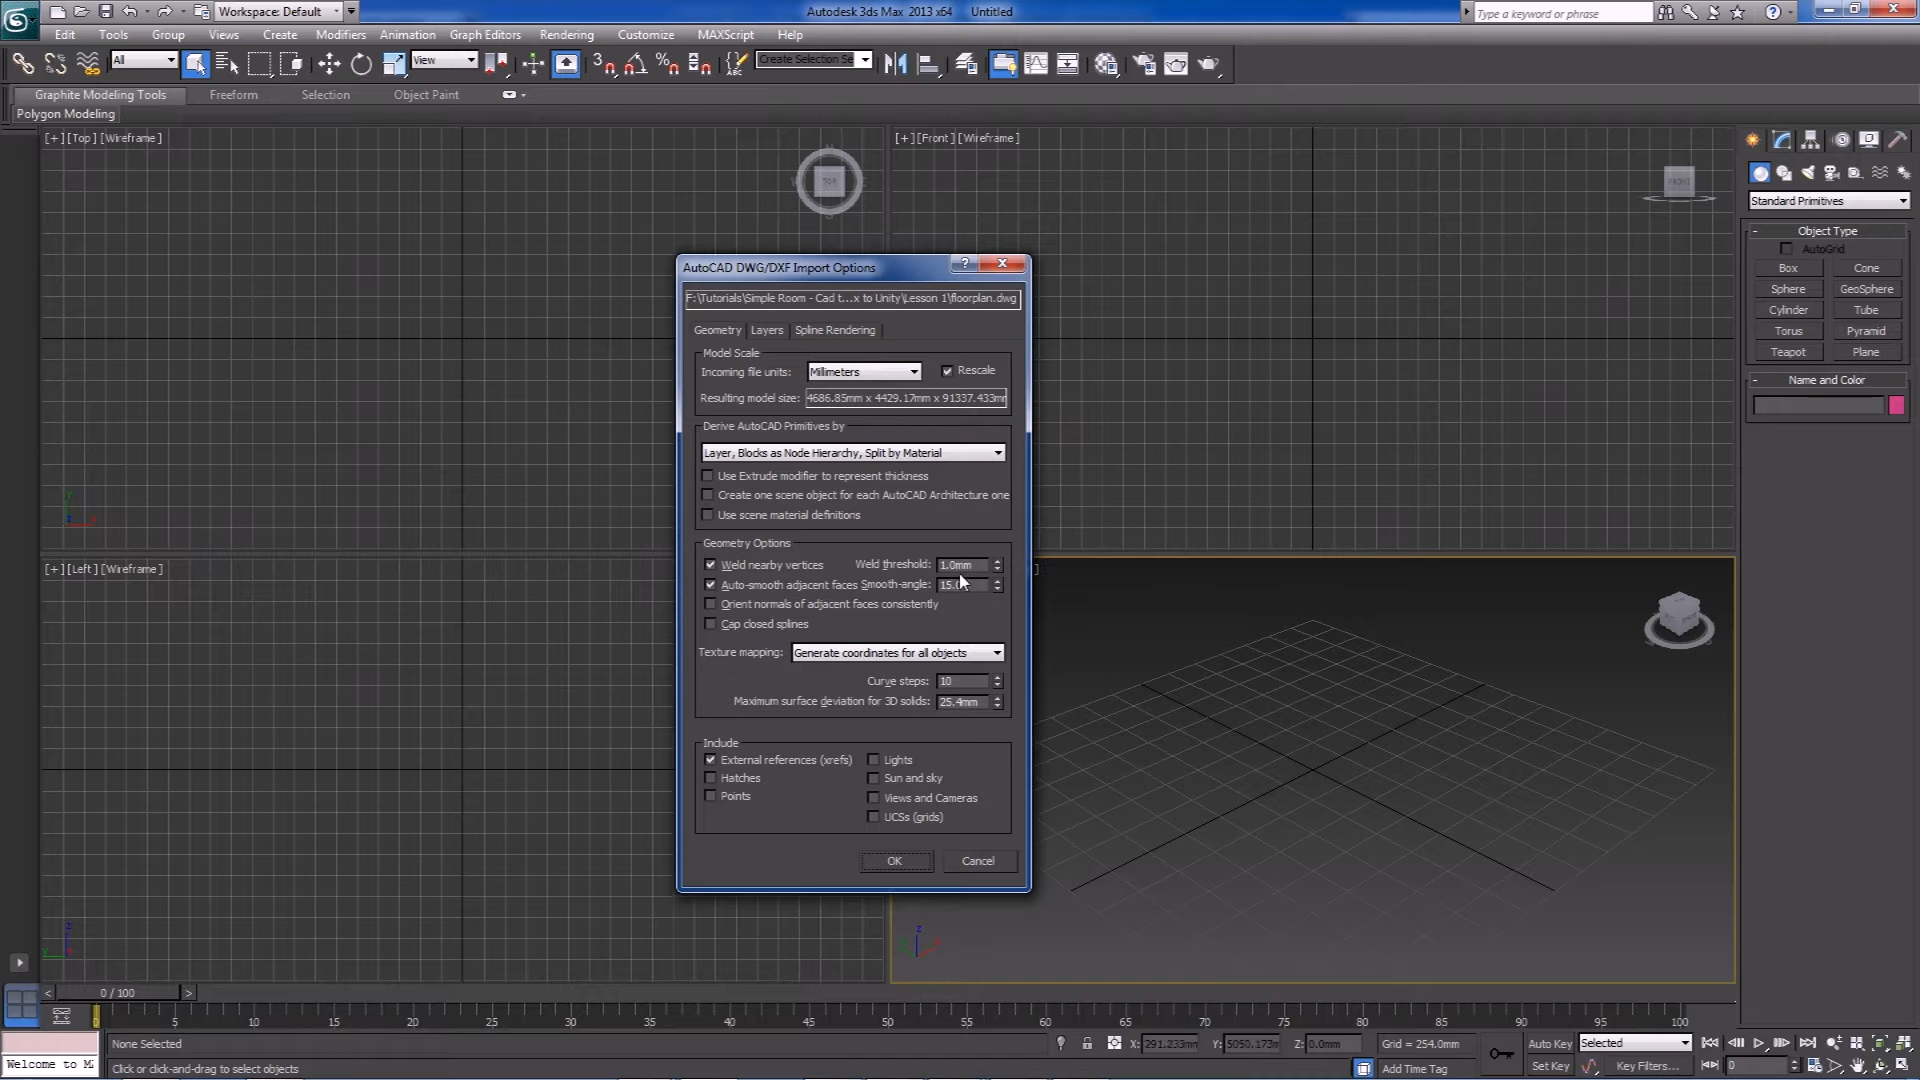 Workspace: Default
Autodesk 3ds Max 2013 x64 Untitled
Type a keyword or phrase
Edit Tools Group Views Create Modifiers Animation Graph Editors Rendering Customize MAXScript Help
All
View
Create Selection Se
Graphite Modeling Tools Freeform Selection Object Paint
Polygon Modeling
[+][Top][Wireframe]
[+][Front][Wireframe]
TOP
FRONT
Standard Primitives
- Object Type
AutoGrid
Box Cone
Sphere GeoSphere
Cylinder Tube
Torus Pyramid
Teapot Plane
- Name and Color
AutoCAD DWG/DXF Import Options
F:\Tutorials\Simple Room - Cad t...x to Unity\Lesson 1\floorplan.dwg
Geometry Layers Spline Rendering
Model Scale
Incoming file units: Millimeters Rescale
Resulting model size: 4686.85mm x 4429.17mm x 91337.433mm
Derive AutoCAD Primitives by
Layer, Blocks as Node Hierarchy, Split by Material
Use Extrude modifier to represent thickness
Create one scene object for each AutoCAD Architecture one
Use scene material definitions
Geometry Options
Weld nearby vertices Weld threshold: 1.0mm
Auto-smooth adjacent faces Smooth-angle: 15.0
Orient normals of adjacent faces consistently
Cap closed splines
Texture mapping: Generate coordinates for all objects
Curve steps: 10
Maximum surface deviation for 3D solids: 25.4mm
Include
External references (xrefs) Lights
Hatches Sun and sky
Points Views and Cameras
UCSs (grids)
OK Cancel
[+][Left][Wireframe]
]
< 0 / 100 >
0 5 10 15 20 25 30 35 40 45 50 55 60 65 70 75 80 85 90 95 100
None Selected
X: 291.233mm Y: 5050.173m Z: 0.0mm Grid = 254.0mm
Auto Key Selected
Welcome to M
Click or click-and-drag to select objects
Add Time Tag
Set Key Key Filters... 0